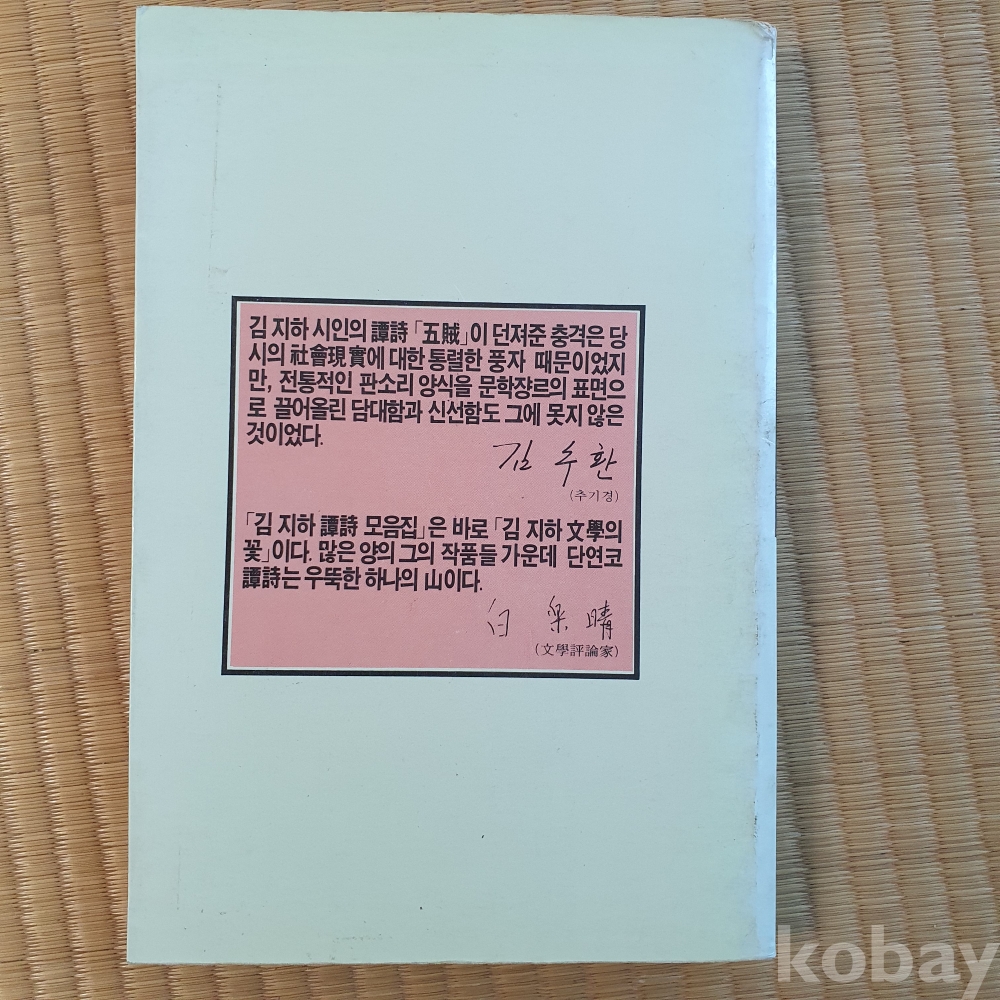 김 지하 시인의 譚詩 「五賊」이 던져준 충격은 당
시의 社會現實에 대한 통렬한 풍자 때문이었지
만, 전통적인 판소리 양식을 문학쟝르의 표면으
로 끌어올린 담대함과 신선함도 그에 못지 않은
것이었다.
김 수 환
(추기경)
「김 지하 譚詩 모음집」은 바로 「김 지하 文學의
꽃」이다. 많은 양의 그의 작품들 가운데 단연코
譚詩는 우뚝한 하나의 山이다.
白 樂 晴
(文學評論家)
kobay